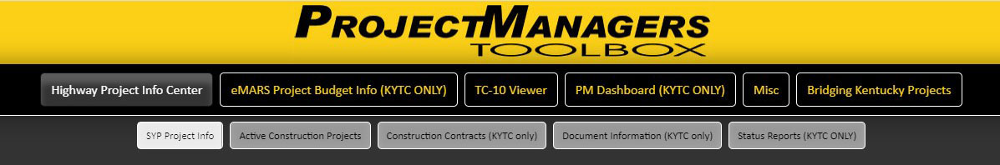 PROJECTMANAGERS
TOOLBOX
Highway Project Info Center eMARS Project Budget Info (KYTC ONLY) TC-10 Viewer PM Dashboard (KYTC ONLY) Misc Bridging Kentucky Projects
SYP Project Info Active Construction Projects Construction Contracts (KYTC only) Document Information (KYTC only) Status Reports (KYTC ONLY)